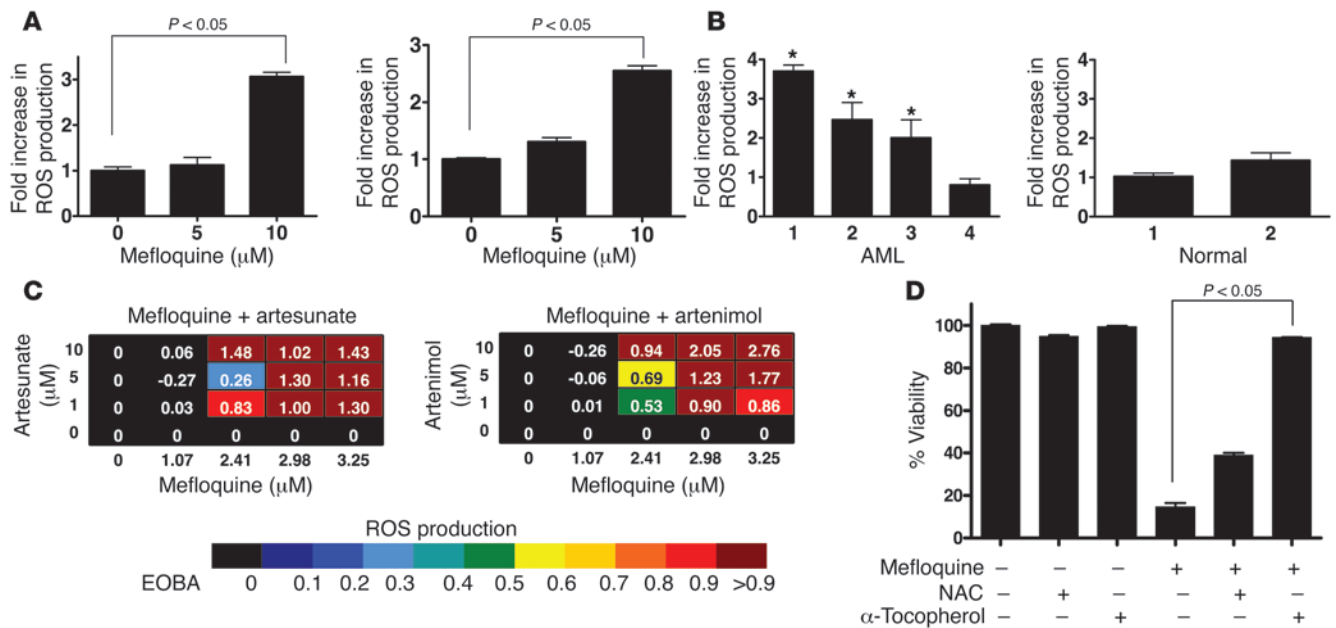 A
P < 0.05
Fold increase in
ROS production
3
2
1
0
0 5 10
Mefloquine (μM)
P < 0.05
Fold increase in
ROS production
3
2
1
0
0 5 10
Mefloquine (μM)
B
Fold increase in
ROS production
4
3
2
1
0
* * *
1 2 3 4
AML
Fold increase in
ROS production
4
3
2
1
0
1 2
Normal
C
Mefloquine + artesunate
Artesunate
(μM)
10 0 0.06 1.48 1.02 1.43
5 0 -0.27 0.26 1.30 1.16
1 0 0.03 0.83 1.00 1.30
0 0 0 0 0 0
0 1.07 2.41 2.98 3.25
Mefloquine (μM)
Mefloquine + artenimol
Artenimol
(μM)
10 0 -0.26 0.94 2.05 2.76
5 0 -0.06 0.69 1.23 1.77
1 0 0.01 0.53 0.90 0.86
0 0 0 0 0 0
0 1.07 2.41 2.98 3.25
Mefloquine (μM)
ROS production
EOBA 0 0.1 0.2 0.3 0.4 0.5 0.6 0.7 0.8 0.9 >0.9
D
P < 0.05
% Viability
100
80
60
40
20
0
Mefloquine − − − + + +
NAC − + − − + −
α-Tocopherol − − + − − +